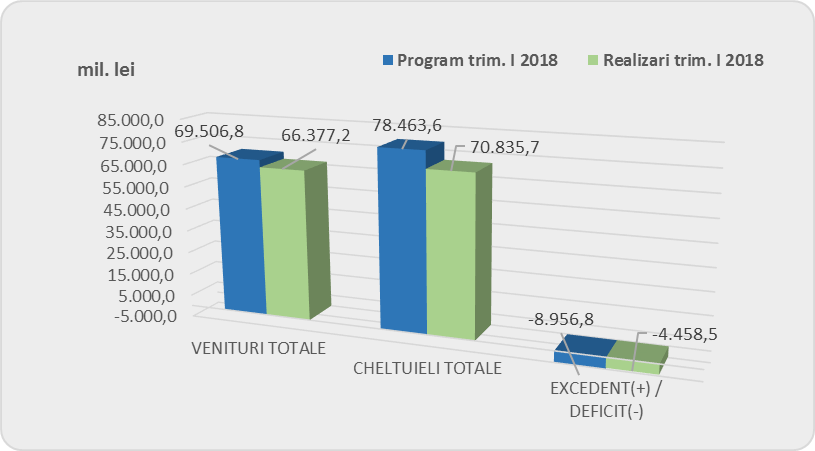 mil. lei
Program trim. I 2018
Realizari trim. I 2018
85.000,0
75.000,0
65.000,0
55.000,0
45.000,0
35.000,0
25.000,0
15.000,0
5.000,0
-5.000,0
69.506,8
66.377,2
78.463,6
70.835,7
-8.956,8
-4.458,5
VENITURI TOTALE
CHELTUIELI TOTALE
EXCEDENT(+) /
DEFICIT(-)